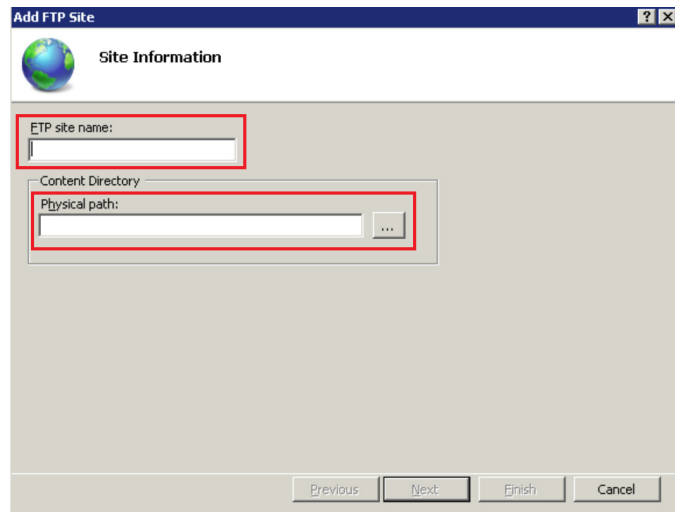 Add FTP Site
Site Information
FTP site name:
Content Directory
Physical path:
...
Previous Next Finish Cancel